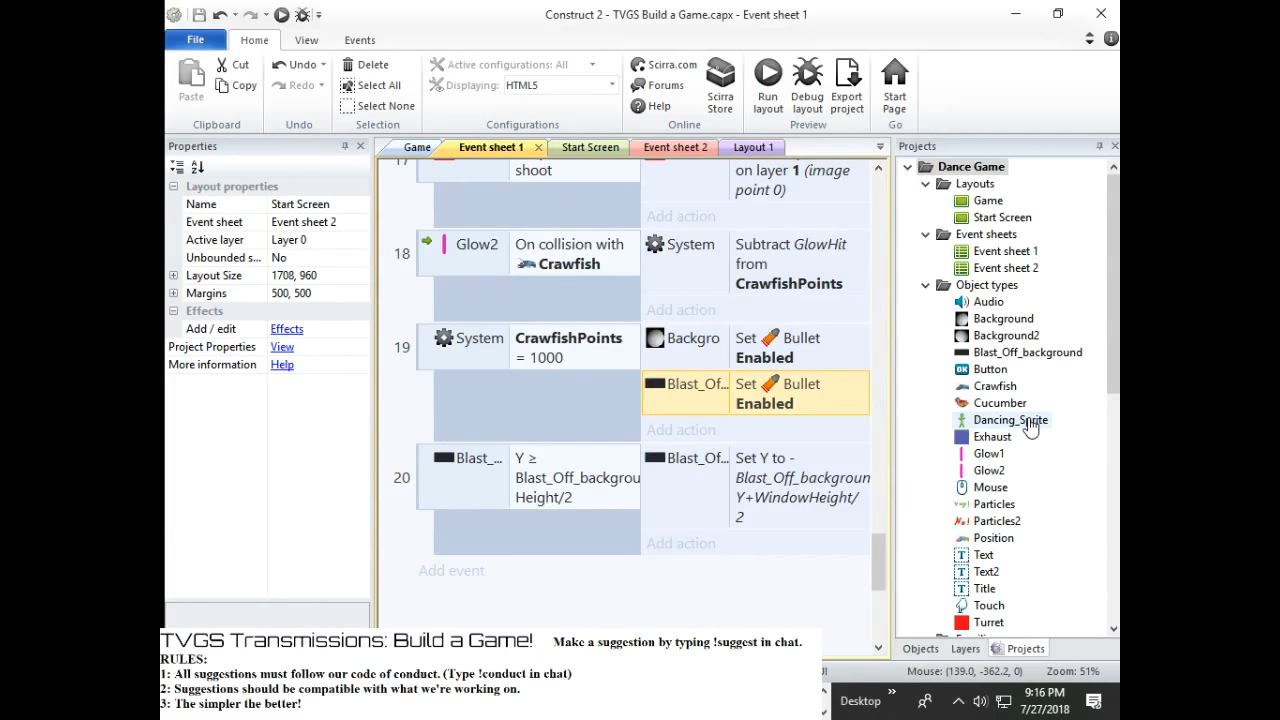 Construct 2 - TVGS Build a Game.capx - Event sheet 1
File
Home
View
Events
Paste
Cut
Copy
Clipboard
Undo
Redo
Undo
Delete
Select All
Select None
Selection
Active configurations: All
Displaying: HTML5
Configurations
Scirra.com
Forums
Help
Scirra Store
Online
Run layout
Debug layout
Export project
Preview
Start Page
Go
Properties
Layout properties
Name Start Screen
Event sheet Event sheet 2
Active layer Layer 0
Unbounded s... No
Layout Size 1708, 960
Margins 500, 500
Effects
Add / edit Effects
Project Properties View
More information Help
Game
Event sheet 1
Start Screen
Event sheet 2
Layout 1
shoot
on layer 1 (image
point 0)
Add action
18 Glow2 On collision with
Crawfish
System Subtract GlowHit
from
CrawfishPoints
Add action
19 System CrawfishPoints
= 1000
Backgro Set Bullet
Enabled
Blast_Of... Set Bullet
Enabled
Add action
20 Blast_... Y ≥
Blast_Off_backgrou
Height/2
Blast_Of... Set Y to -
Blast_Off_backgroun
Y+WindowHeight/
2
Add action
Add event
Projects
Dance Game
Layouts
Game
Start Screen
Event sheets
Event sheet 1
Event sheet 2
Object types
Audio
Background
Background2
Blast_Off_background
Button
Crawfish
Cucumber
Dancing_Sprite
Exhaust
Glow1
Glow2
Mouse
Particles
Particles2
Position
Text
Text2
Title
Touch
Turret
Objects
Layers
Projects
Mouse: (139.0, -362.2, 0)
Zoom: 51%
TVGS Transmissions: Build a Game! Make a suggestion by typing !suggest in chat.
RULES:
1: All suggestions must follow our code of conduct. (Type !conduct in chat)
2: Suggestions should be compatible with what we're working on.
3: The simpler the better!
Desktop
9:16 PM
7/27/2018